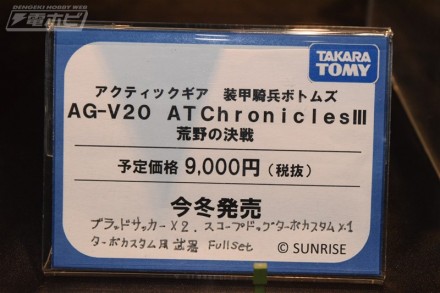 DENGEKI HOBBY WEB
電ホビ
TAKARA TOMY
アクティックギア 装甲騎兵ボトムズ
AG-V20 ATChroniclesⅢ
荒野の決戦
予定価格 9,000円(税抜)
今冬発売
ブラッドサッカー×2. スコープドッグターボカスタム×1
ターボカスタム用武器 Fullset
© SUNRISE